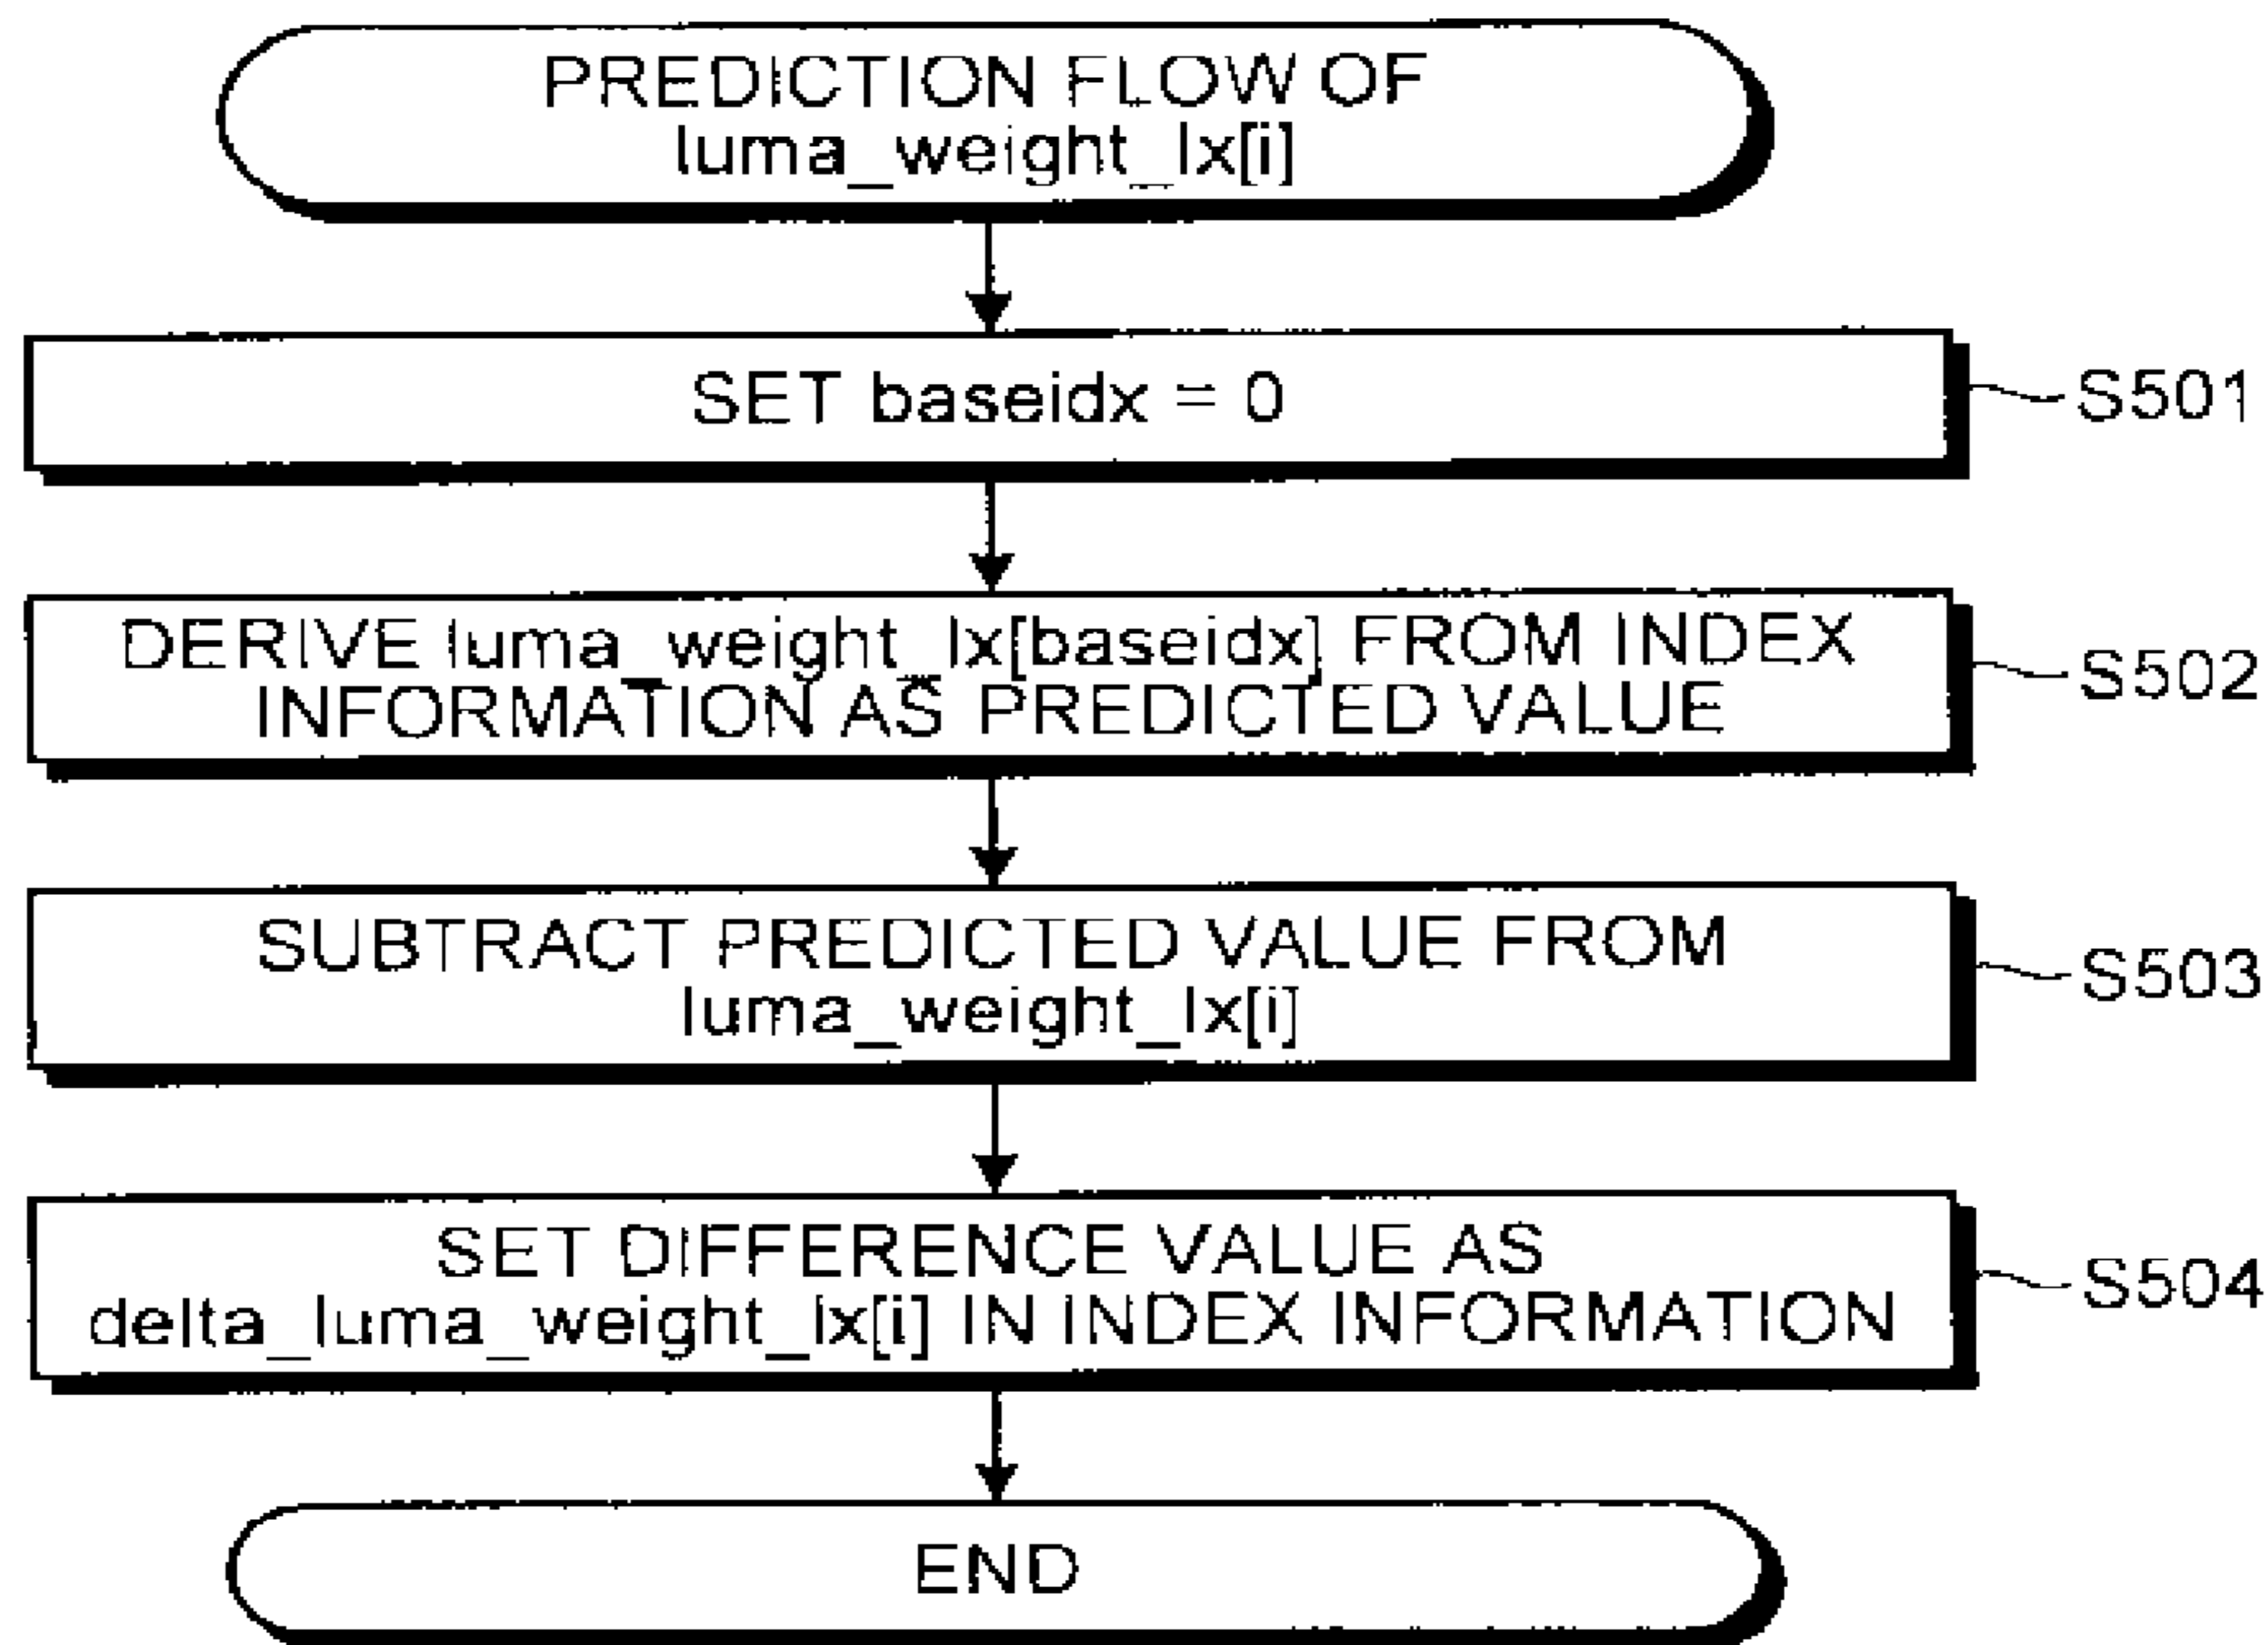 PREDICTION FLOW OF
luma_weight_lx[i]
SET baseidx = 0
S501
DERIVE luma_weight_lx[baseidx] FROM INDEX
INFORMATION AS PREDICTED VALUE
S502
SUBTRACT PREDICTED VALUE FROM
luma_weight_lx[i]
S503
SET DIFFERENCE VALUE AS
delta_luma_weight_lx[i] IN INDEX INFORMATION
S504
END